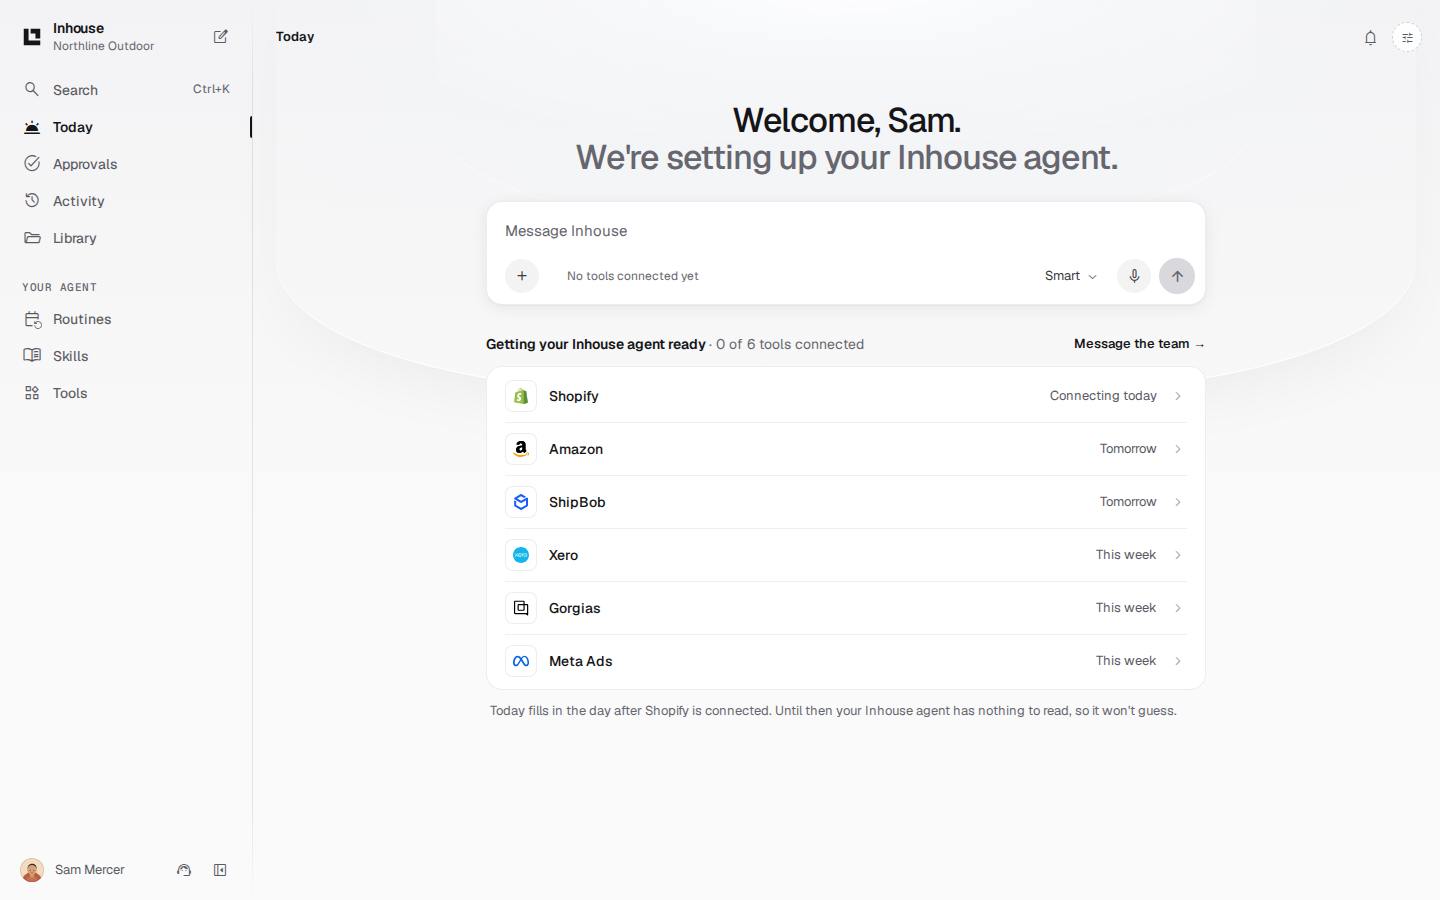 Inhouse
Northline Outdoor
Search Ctrl+K
Today
Approvals
Activity
Library
YOUR AGENT
Routines
Skills
Tools
Sam Mercer
Today
Welcome, Sam.
We're setting up your Inhouse agent.
Message Inhouse
No tools connected yet
Smart
Getting your Inhouse agent ready · 0 of 6 tools connected
Message the team →
Shopify Connecting today
a
Amazon Tomorrow
ShipBob Tomorrow
xero
Xero This week
Gorgias This week
Meta Ads This week
Today fills in the day after Shopify is connected. Until then your Inhouse agent has nothing to read, so it won't guess.